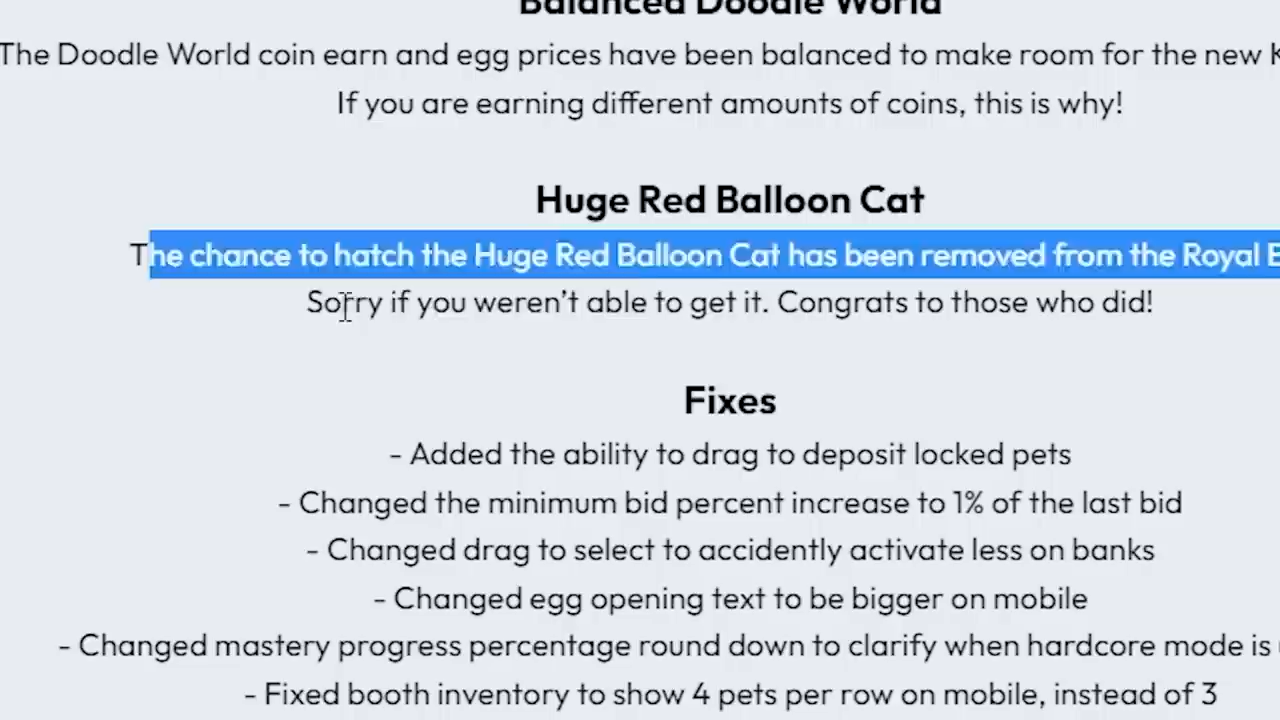 Balanced Doodle World
The Doodle World coin earn and egg prices have been balanced to make room for the new
If you are earning different amounts of coins, this is why!
Huge Red Balloon Cat
The chance to hatch the Huge Red Balloon Cat has been removed from the Royal
Sorry if you weren’t able to get it. Congrats to those who did!
Fixes
- Added the ability to drag to deposit locked pets
- Changed the minimum bid percent increase to 1% of the last bid
- Changed drag to select to accidently activate less on banks
- Changed egg opening text to be bigger on mobile
- Changed mastery progress percentage round down to clarify when hardcore mode is
- Fixed booth inventory to show 4 pets per row on mobile, instead of 3